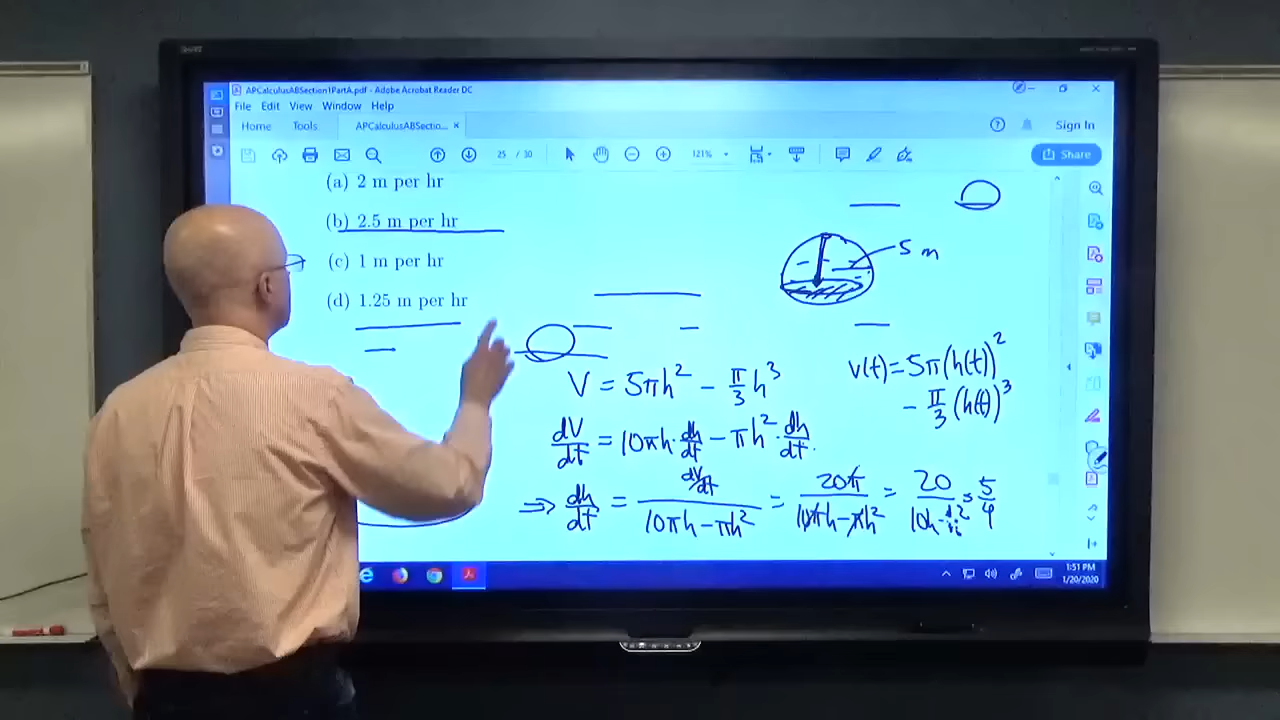 SMART
APCalculusABSection1PartA.pdf - Adobe Acrobat Reader DC
File Edit View Window Help
Home Tools APCalculusABSectio... × Sign In
25 / 30 121% Share
(a) 2 m per hr
(b) 2.5 m per hr
(c) 1 m per hr
(d) 1.25 m per hr
5 m
V = 5πh² − π/3 h³
v(t) = 5π(h(t))²
− π/3 (h(t))³
dV/dt = 10πh · dh/dt − πh² · dh/dt.
⇒ dh/dt = dV/dt / (10πh − πh²) = 20π / (10πh − πh²) = 20 / = 5/4
1:51 PM
1/20/2020